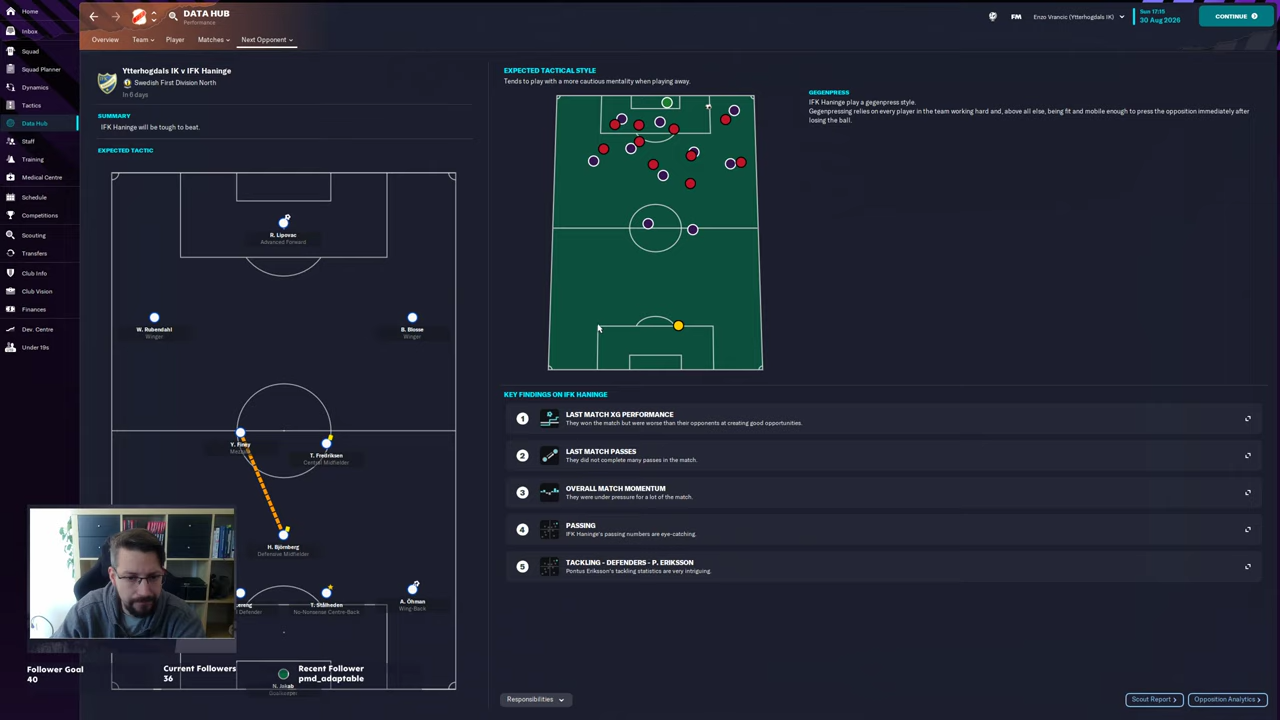 Home
Inbox
Squad
Squad Planner
Dynamics
Tactics
Data Hub
Staff
Training
Medical Centre
Schedule
Competitions
Scouting
Transfers
Club Info
Club Vision
Finances
Dev. Centre
Under 19s
DATA HUB
Performance
FM
Enzo Vrancic (Ytterhogdals IK)
Sun 17:15
30 Aug 2026
CONTINUE
Overview
Team
Player
Matches
Next Opponent
Ytterhogdals IK v IFK Haninge
Swedish First Division North
In 6 days
SUMMARY
IFK Haninge will be tough to beat.
EXPECTED TACTIC
R. Lipovac
Advanced Forward
W. Rubendahl
Winger
B. Blosse
Winger
T. Fredriksen
Central Midfielder
H. Björnberg
Defensive Midfielder
Defender
T. Stålheden
No-Nonsense Centre-Back
A. Öhman
Wing-Back
N. Jakab
Goalkeeper
EXPECTED TACTICAL STYLE
Tends to play with a more cautious mentality when playing away.
GEGENPRESS
IFK Haninge play a gegenpress style.
Gegenpressing relies on every player in the team working hard and, above all else, being fit and mobile enough to press the opposition immediately after
losing the ball.
KEY FINDINGS ON IFK HANINGE
1
LAST MATCH XG PERFORMANCE
They won the match but were worse than their opponents at creating good opportunities.
2
LAST MATCH PASSES
They did not complete many passes in the match.
3
OVERALL MATCH MOMENTUM
They were under pressure for a lot of the match.
4
PASSING
IFK Haninge's passing numbers are eye-catching.
5
TACKLING - DEFENDERS - P. ERIKSSON
Pontus Eriksson's tackling statistics are very intriguing.
Responsibilities
Scout Report
Opposition Analytics
Follower Goal
40
Current Followers
36
Recent Follower
pmd_adaptable